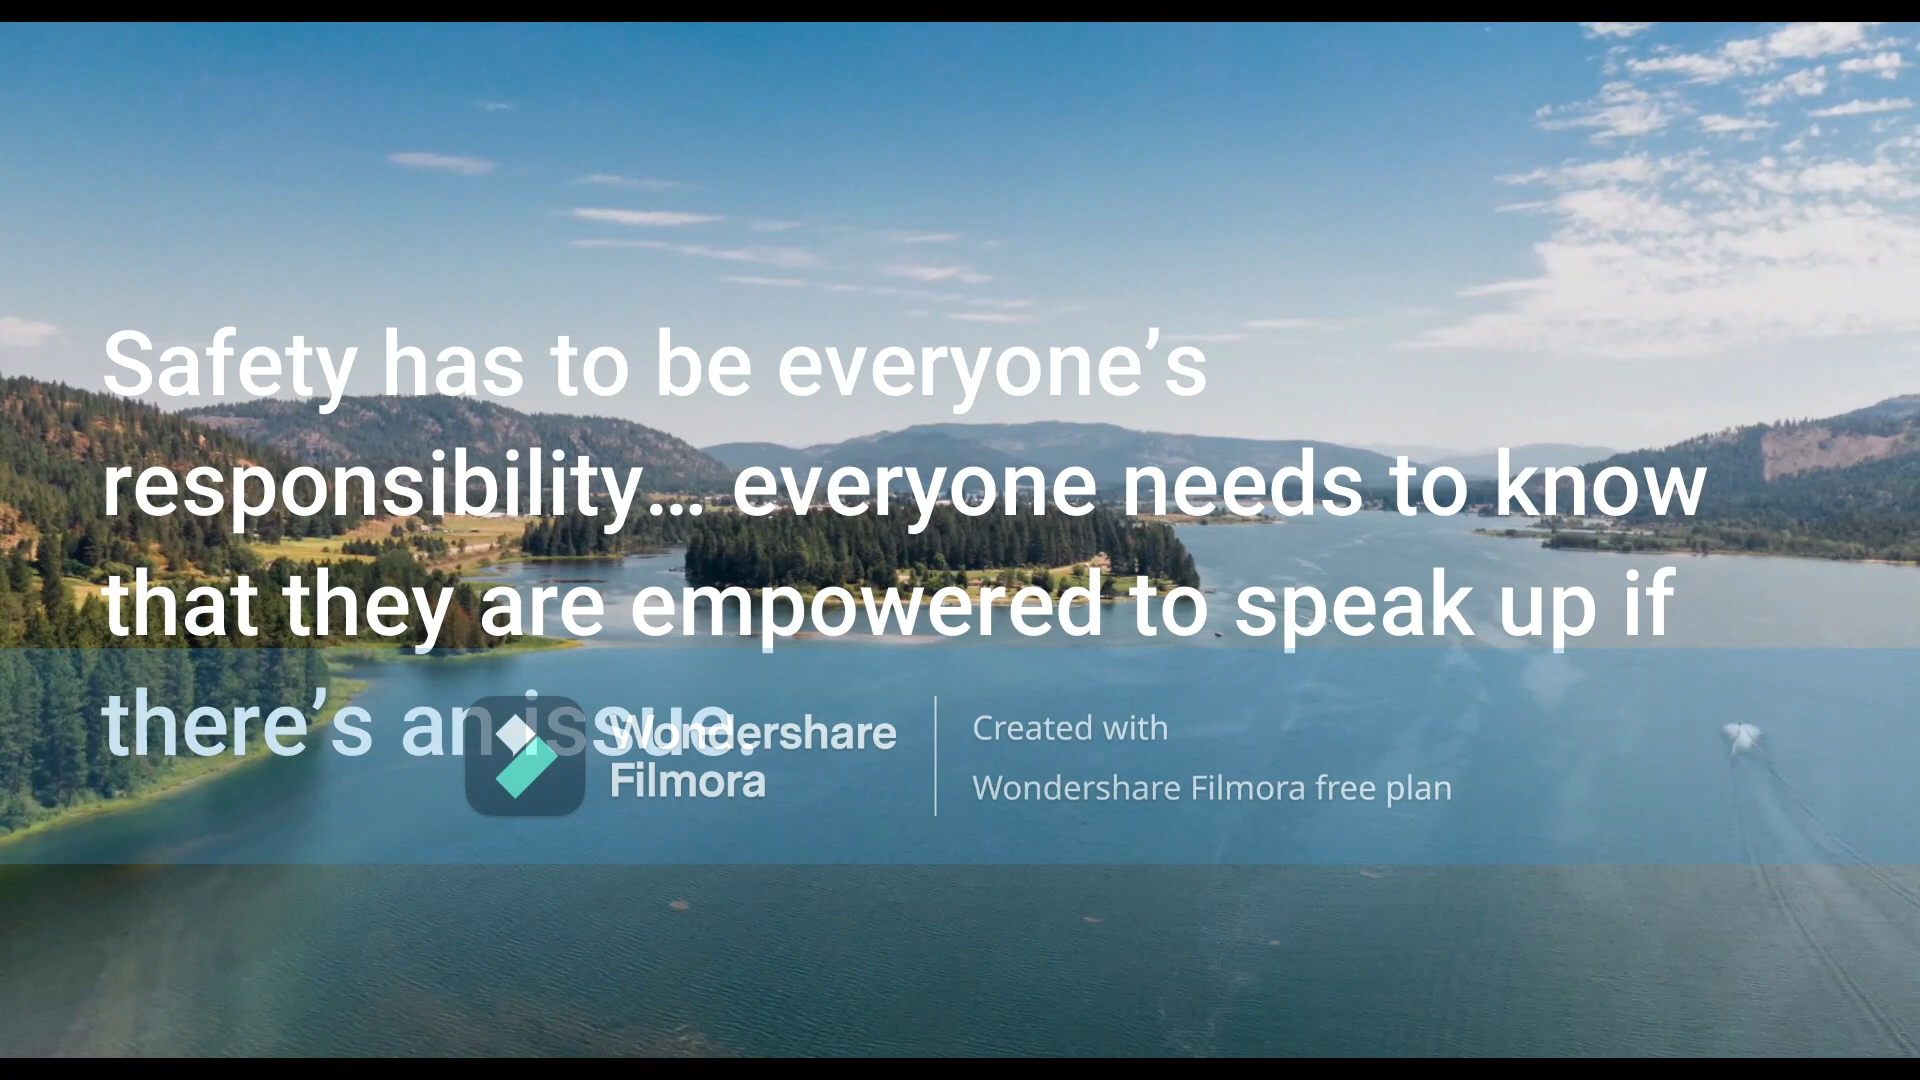 Safety has to be everyone’s
responsibility… everyone needs to know
that they are empowered to speak up if
there’s an issue.
Wondershare
Filmora
Created with
Wondershare Filmora free plan